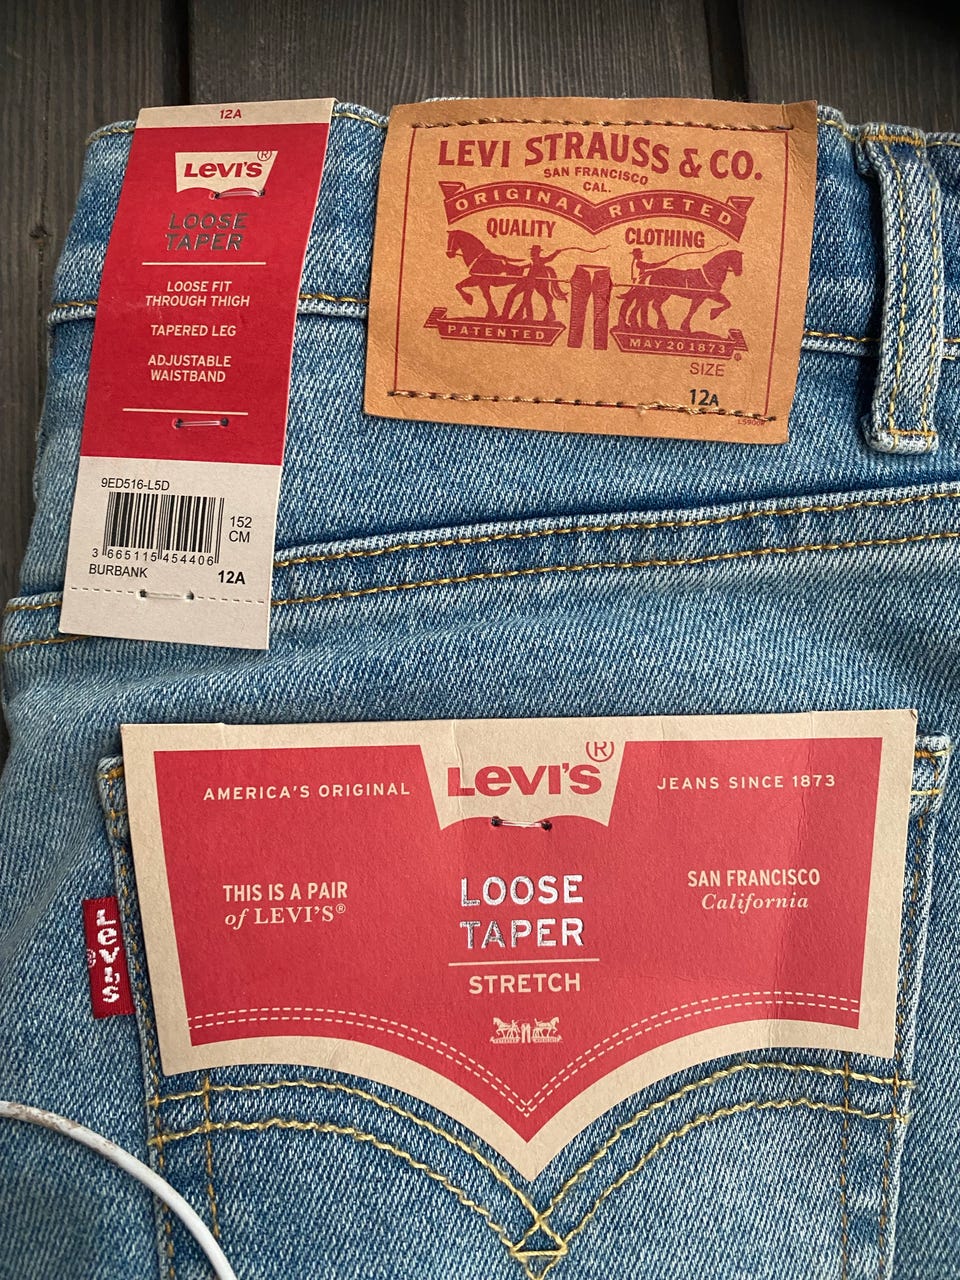 12A
Levi's®
LOOSE
TAPER
LOOSE FIT
THROUGH THIGH
TAPERED LEG
ADJUSTABLE
WAISTBAND
9ED516-L5D
152
CM
3 665115 454406
BURBANK
12A
LEVI STRAUSS & CO.
SAN FRANCISCO
CAL.
ORIGINAL RIVETED
QUALITY CLOTHING
PATENTED MAY 20 1873 ®
SIZE
12A
AMERICA'S ORIGINAL
Levi's®
JEANS SINCE 1873
THIS IS A PAIR
of LEVI'S®
LOOSE
TAPER
STRETCH
SAN FRANCISCO
California
Levi's®